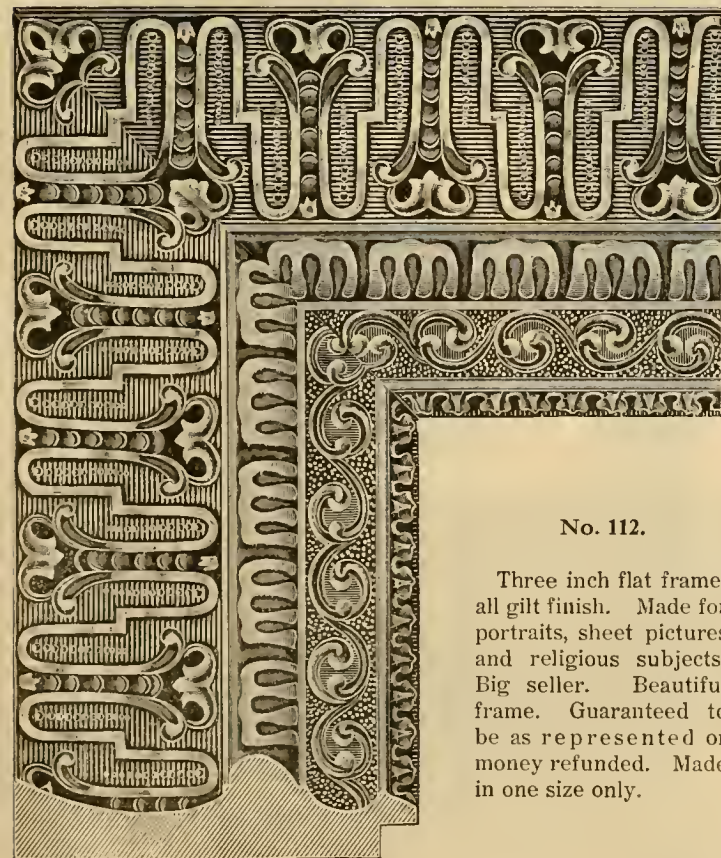 No. 112.
Three inch flat frame
all gilt finish. Made for
portraits, sheet pictures
and religious subjects
Big seller. Beautiful
frame. Guaranteed to
be as represented or
money refunded. Made
in one size only.